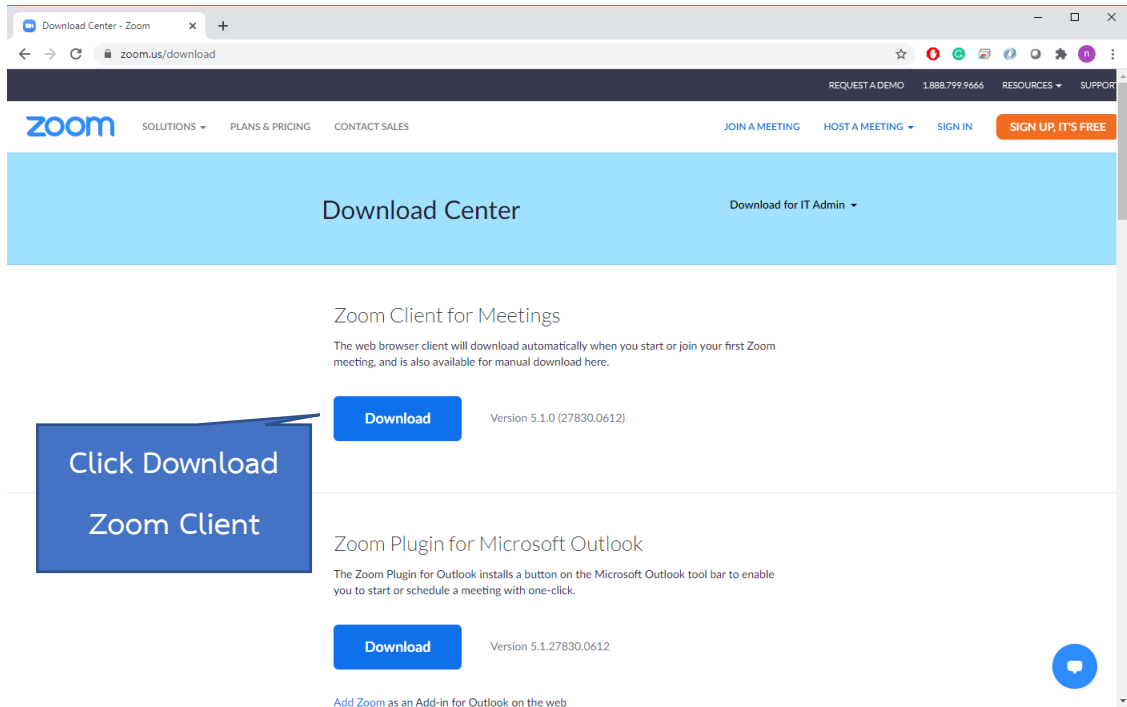 Download Center - Zoom
zoom.us/download
n
REQUEST A DEMO 1.888.799.9666 RESOURCES SUPPORT
zoom SOLUTIONS PLANS & PRICING CONTACT SALES JOIN A MEETING HOST A MEETING SIGN IN SIGN UP, IT'S FREE
Download Center Download for IT Admin
Zoom Client for Meetings
The web browser client will download automatically when you start or join your first Zoom
meeting, and is also available for manual download here.
Download Version 5.1.0 (27830.0612)
Click Download
Zoom Client
Zoom Plugin for Microsoft Outlook
The Zoom Plugin for Outlook installs a button on the Microsoft Outlook tool bar to enable
you to start or schedule a meeting with one-click.
Download Version 5.1.27830.0612
Add Zoom as an Add-in for Outlook on the web